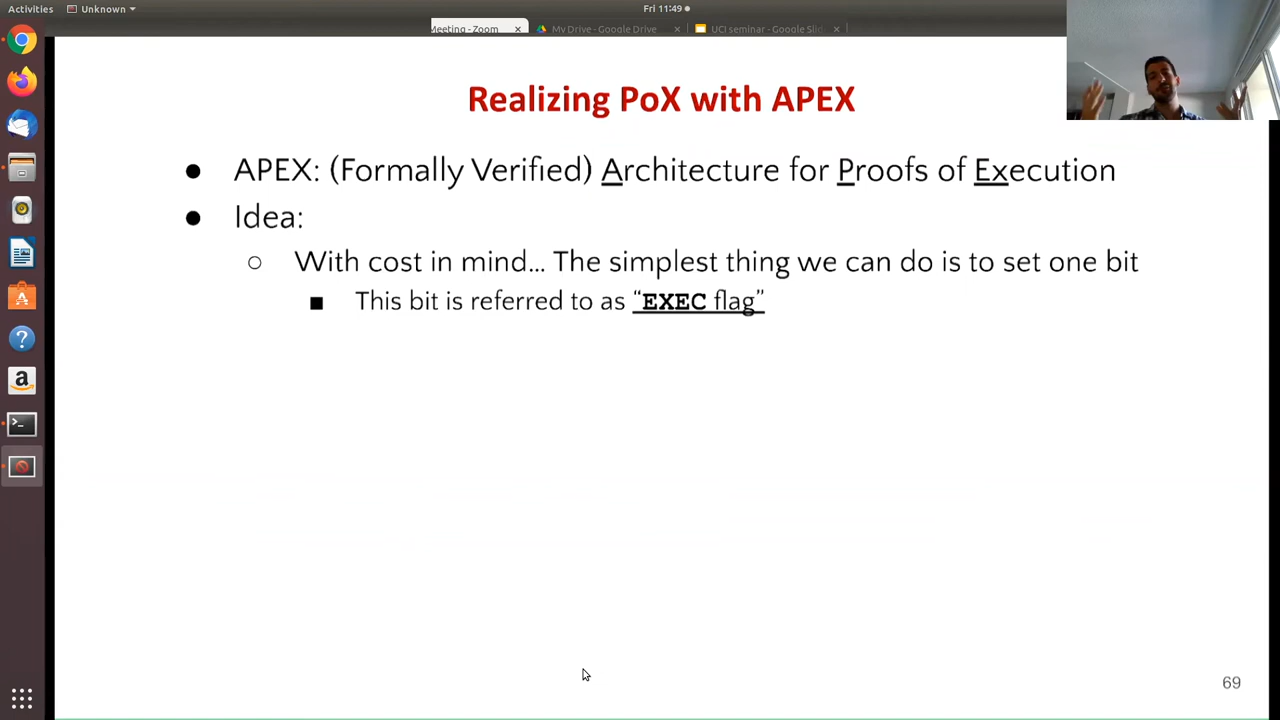 Activities Unknown Fri 11:49
Meeting - Zoom My Drive - Google Drive UCI seminar - Google Slid
Realizing PoX with APEX
● APEX: (Formally Verified) Architecture for Proofs of Execution
● Idea:
○ With cost in mind... The simplest thing we can do is to set one bit
■ This bit is referred to as “EXEC flag”
69